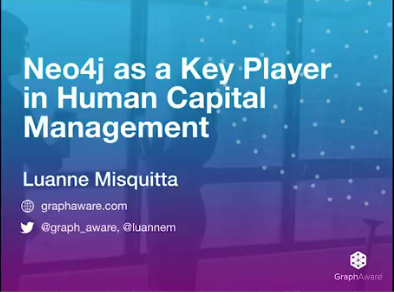 Neo4j as a Key Player
in Human Capital
Management
Luanne Misquitta
graphaware.com
@graph_aware, @luannem
GraphAware